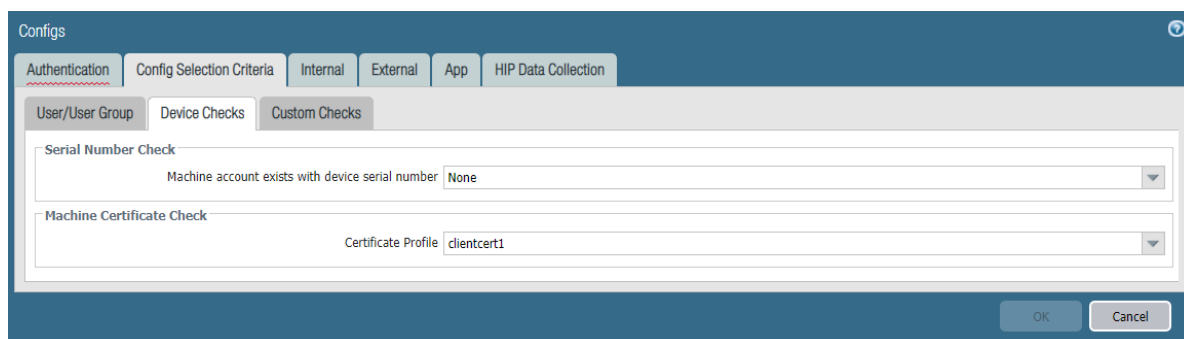 Configs
Authentication Config Selection Criteria Internal External App HIP Data Collection
User/User Group Device Checks Custom Checks
Serial Number Check
Machine account exists with device serial number None
Machine Certificate Check
Certificate Profile clientcert1
OK Cancel